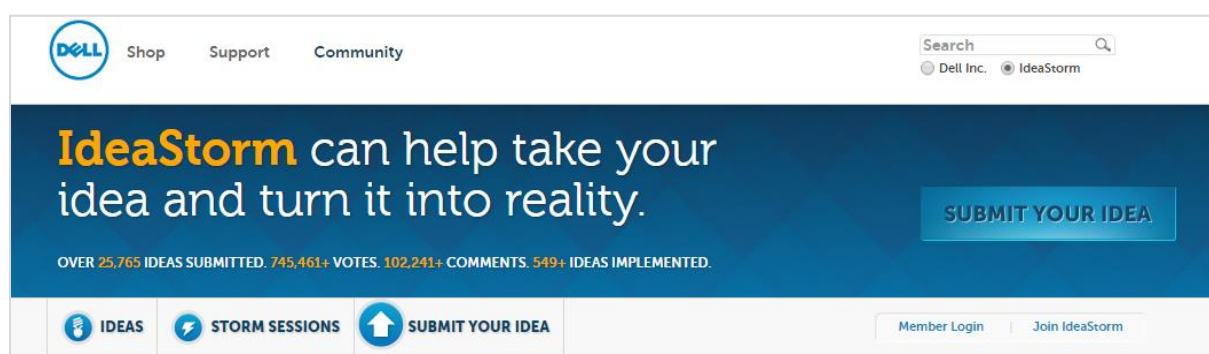 DELL
Shop Support Community
Search
Dell Inc. IdeaStorm
IdeaStorm can help take your
idea and turn it into reality.
SUBMIT YOUR IDEA
OVER 25,765 IDEAS SUBMITTED. 745,461+ VOTES. 102,241+ COMMENTS. 549+ IDEAS IMPLEMENTED.
IDEAS STORM SESSIONS SUBMIT YOUR IDEA
Member Login | Join IdeaStorm